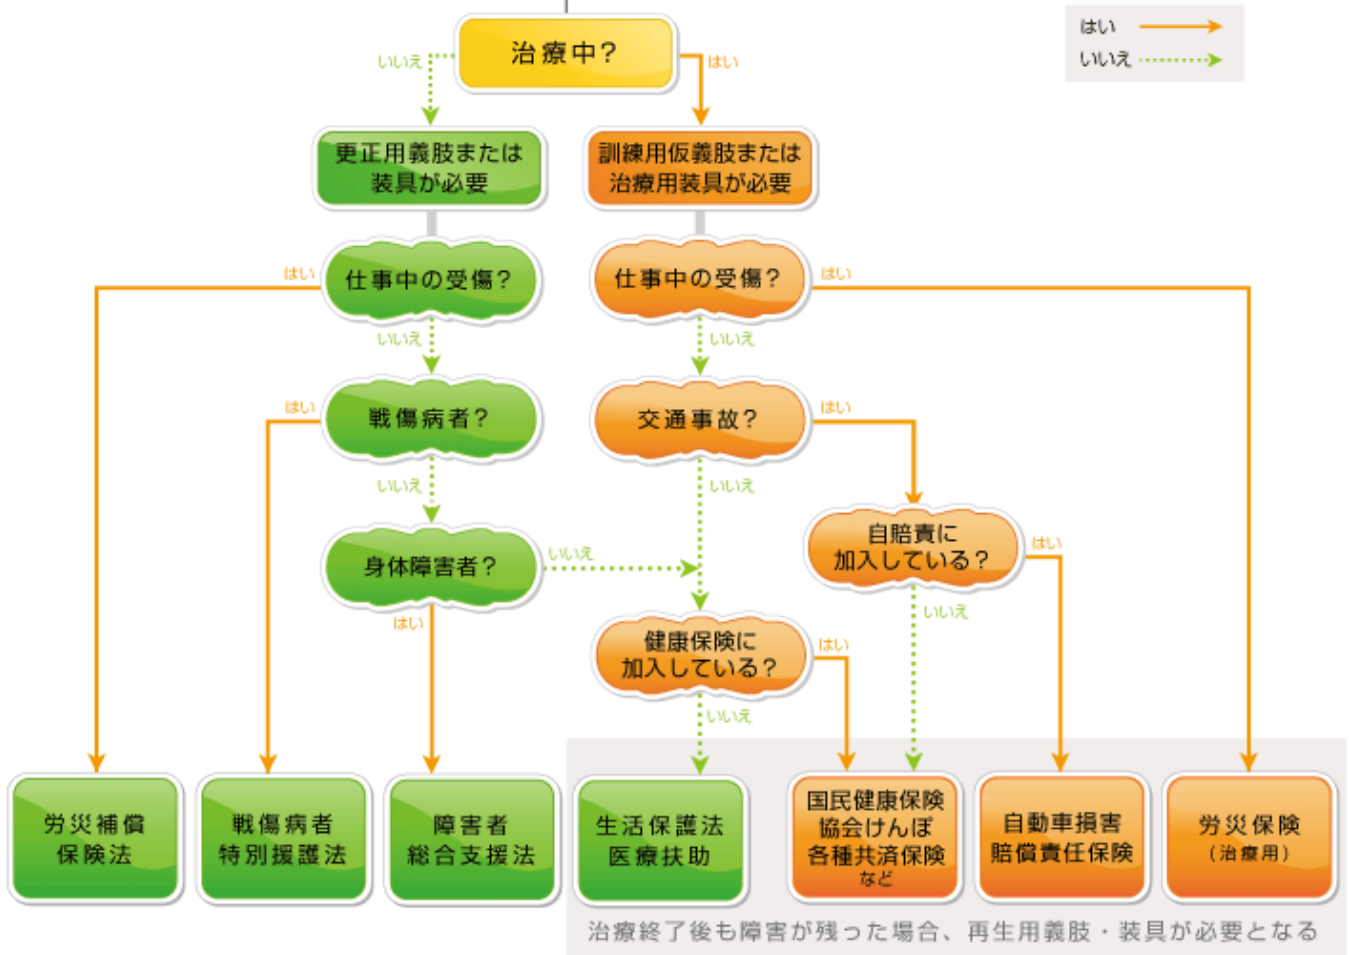 治療中？
はい
いいえ
いいえ
はい
更正用義肢または
装具が必要
訓練用仮義肢または
治療用装具が必要
はい
仕事中の受傷？
仕事中の受傷？
はい
いいえ
いいえ
はい
戦傷病者？
交通事故？
はい
いいえ
いいえ
身体障害者？
いいえ
自賠責に
加入している？
はい
はい
いいえ
健康保険に
加入している？
はい
いいえ
労災補償
保険法
戦傷病者
特別援護法
障害者
総合支援法
生活保護法
医療扶助
国民健康保険
協会けんぽ
各種共済保険
など
自動車損害
賠償責任保険
労災保険
（治療用）
治療終了後も障害が残った場合、再生用義肢・装具が必要となる